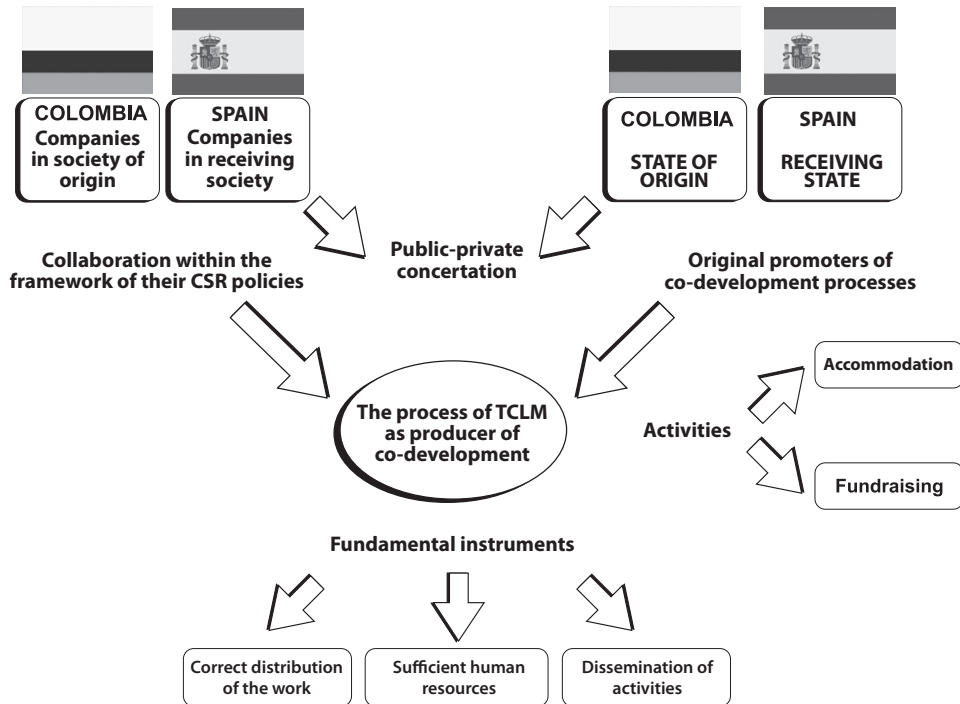 COLOMBIA
Companies
in society of
origin
SPAIN
Companies
in receiving
society
COLOMBIA
STATE OF
ORIGIN
SPAIN
RECEIVING
STATE
Public-private
concertation
Collaboration within the
framework of their CSR policies
Original promoters of
co-development processes
The process of TCLM
as producer of
co-development
Activities
Accommodation
Fundraising
Fundamental instruments
Correct distribution
of the work
Sufficient human
resources
Dissemination of
activities